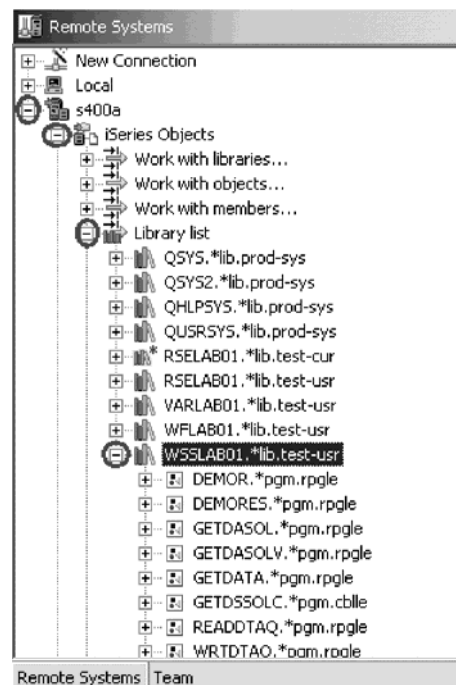 Remote Systems
New Connection
Local
s400a
iSeries Objects
Work with libraries...
Work with objects...
Work with members...
Library list
QSYS.*lib.prod-sys
QSYS2.*lib.prod-sys
QHLPSYS.*lib.prod-sys
QUSRSYS.*lib.prod-sys
RSELAB01.*lib.test-cur
RSELAB01.*lib.test-usr
VARLAB01.*lib.test-usr
WFLAB01.*lib.test-usr
WSSLAB01.*lib.test-usr
DEMOR.*pgm.rpgle
DEMORES.*pgm.rpgle
GETDASOL.*pgm.rpgle
GETDASOLV.*pgm.rpgle
GETDATA.*pgm.rpgle
GETDSSOLC.*pgm.cblle
READDTAQ.*pgm.rpgle
WRTDTAQ.*pgm.rpgle
Remote Systems Team